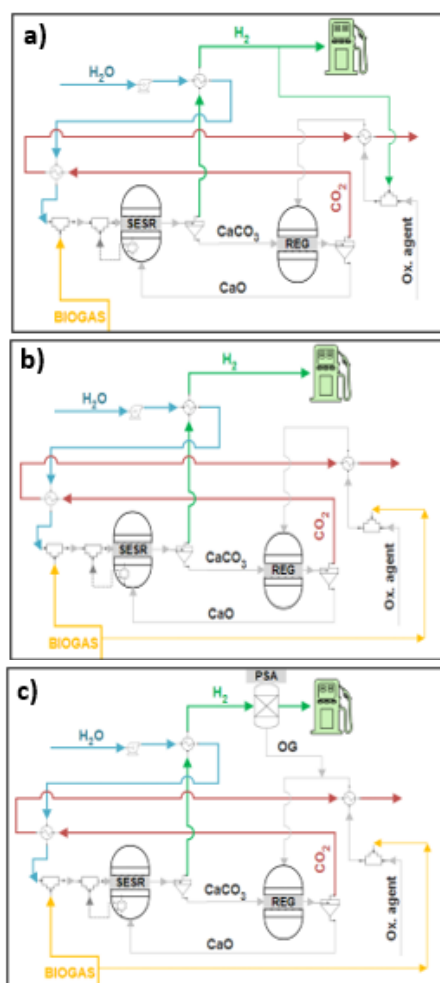 a)
H₂
H₂O
SESR
CaCO₃
REG
CO₂
Ox. agent
CaO
BIOGAS
b)
H₂
H₂O
SESR
CaCO₃
REG
CO₂
Ox. agent
CaO
BIOGAS
c)
PSA
H₂
H₂O
OG
SESR
CaCO₃
REG
CO₂
Ox. agent
CaO
BIOGAS